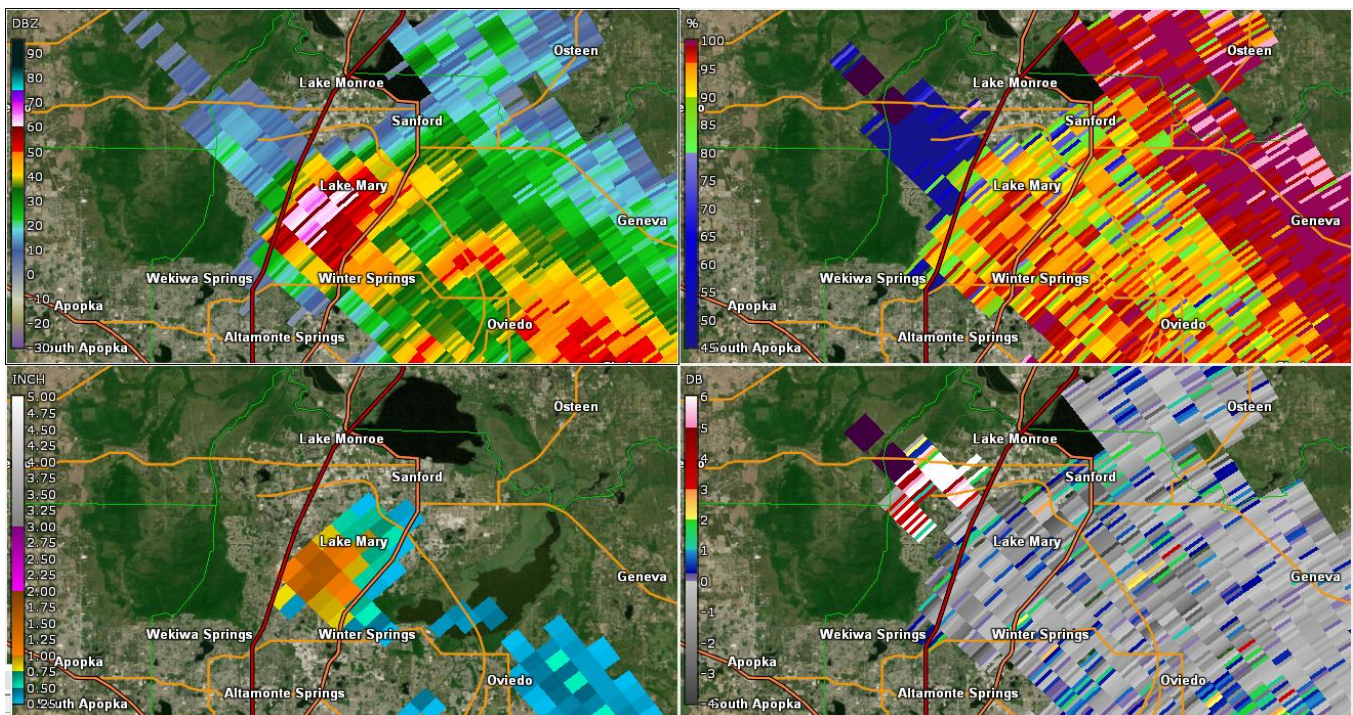 DBZ
90
80
70
60
50
40
30
20
10
0
-10
-20
-30
Lake Monroe
Osteen
Sanford
Lake Mary
Geneva
Wekiwa Springs
Winter Springs
Apopka
Oviedo
Altamonte Springs
South Apopka
%
100
95
90
85
80
75
70
65
60
55
50
45
Osteen
Lake Monroe
Sanford
Lake Mary
Geneva
Wekiwa Springs
Winter Springs
Apopka
Oviedo
Altamonte Springs
South Apopka
INCH
5.00
4.75
4.50
4.25
4.00
3.75
3.50
3.25
3.00
2.75
2.50
2.25
2.00
1.75
1.50
1.25
1.00
0.75
0.50
0.25
Osteen
Lake Monroe
Sanford
Lake Mary
Geneva
Wekiwa Springs
Winter Springs
Apopka
Oviedo
Altamonte Springs
South Apopka
DB
6
5
4
3
2
1
0
-1
-2
-3
-4
Osteen
Lake Monroe
Sanford
Lake Mary
Geneva
Wekiwa Springs
Winter Springs
Apopka
Oviedo
Altamonte Springs
South Apopka